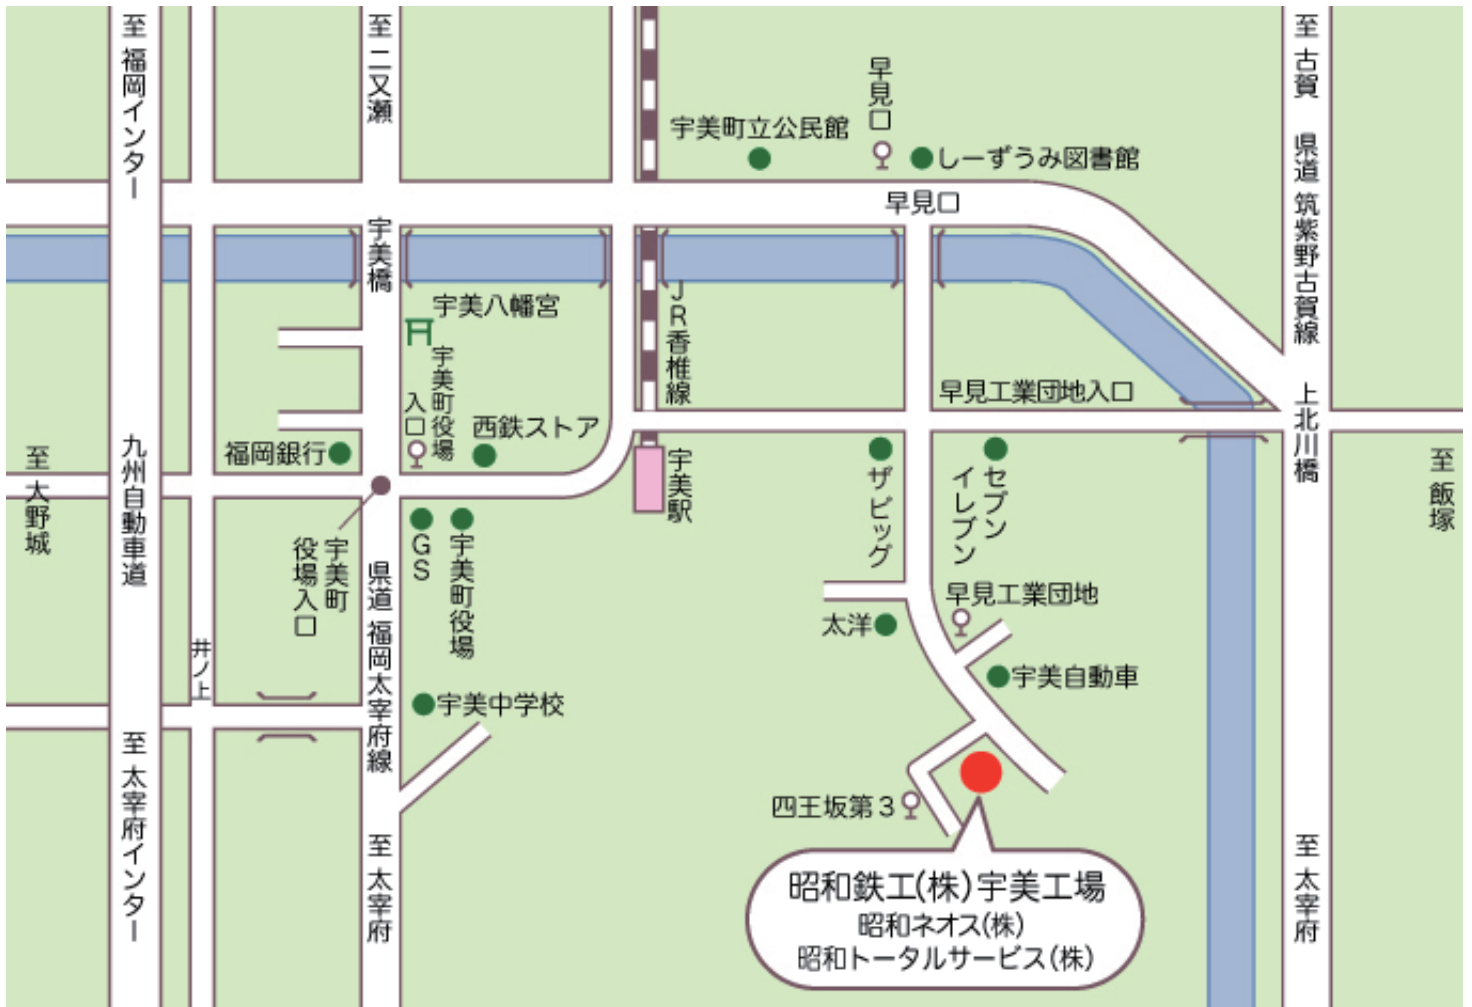 至 福岡インター
至 二又瀬
早見口
宇美町立公民館
しーずうみ図書館
早見口
至 古賀
県道 筑紫野古賀線
宇美橋
宇美八幡宮
JR香椎線
宇美町役場
入口
西鉄ストア
福岡銀行
早見工業団地入口
上北川橋
至 大野城
九州自動車道
宇美駅
ザビッグ
セブン
イレブン
至 飯塚
宇美町
役場入口
GS
宇美町役場
県道 福岡太宰府線
早見工業団地
太洋
井ノ上
宇美自動車
宇美中学校
至 太宰府インター
四王坂第3
至 太宰府
至 太宰府
昭和鉄工(株)宇美工場
昭和ネオス(株)
昭和トータルサービス(株)